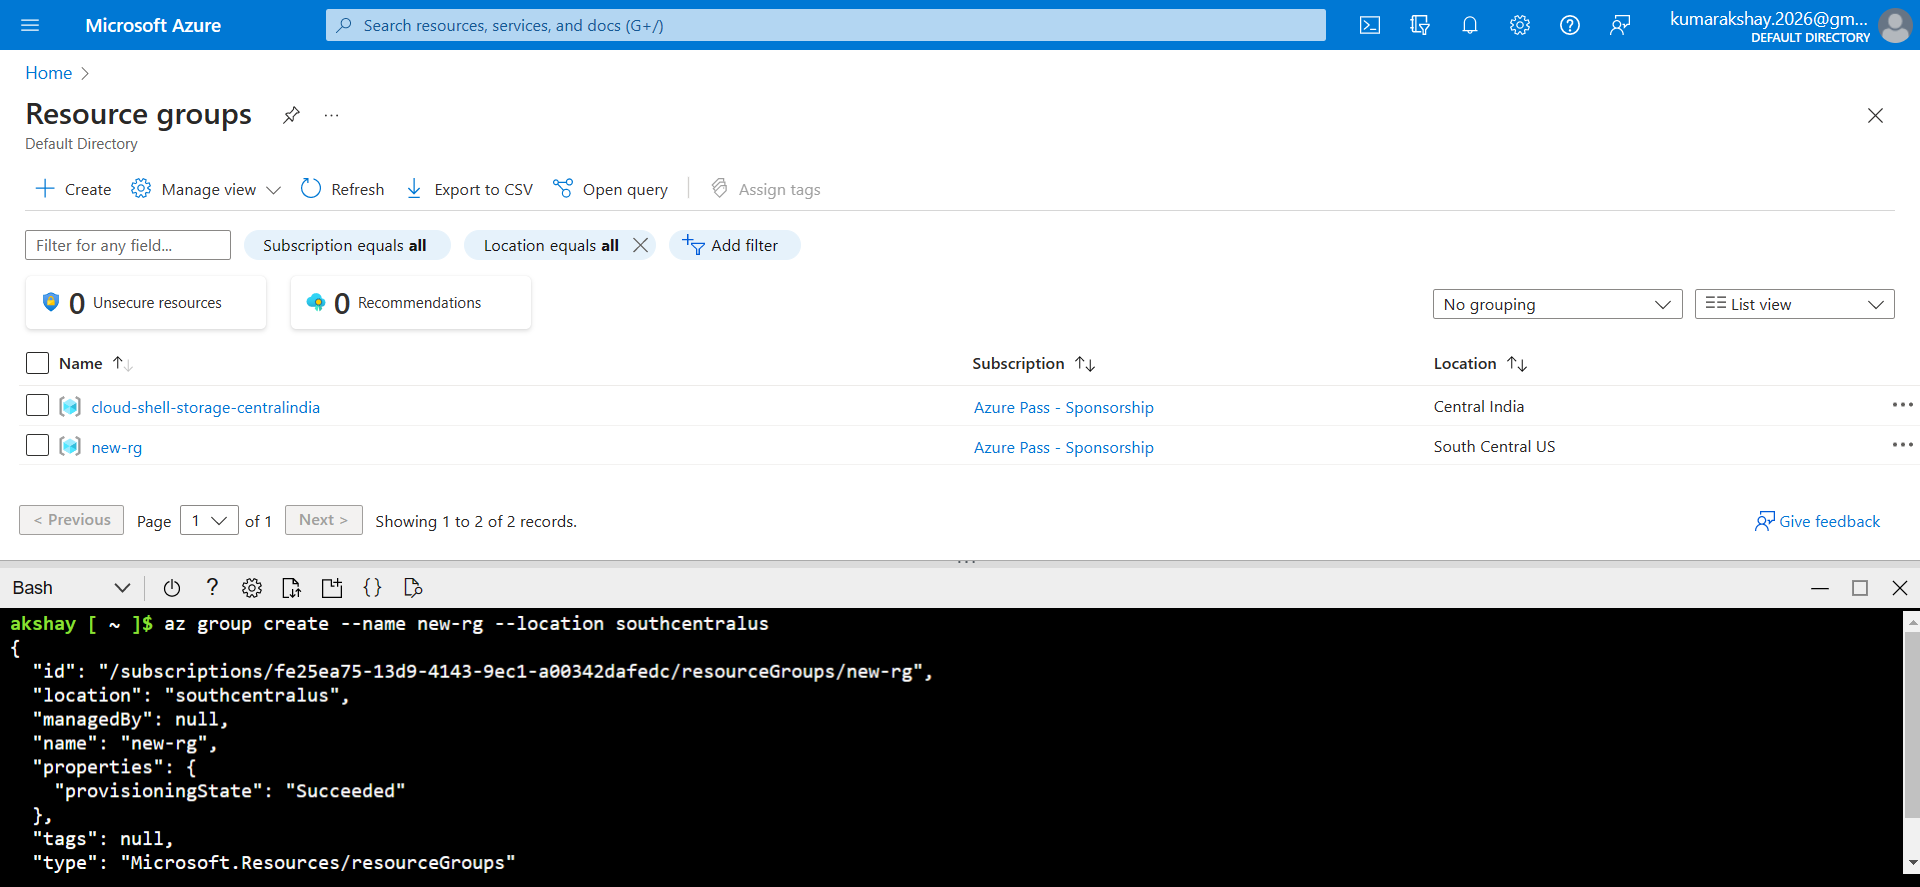 Microsoft Azure
Search resources, services, and docs (G+/)
kumarakshay.2026@gm...
DEFAULT DIRECTORY
Home
Resource groups
Default Directory
Create Manage view Refresh Export to CSV Open query Assign tags
Filter for any field... Subscription equals all Location equals all Add filter
0 Unsecure resources 0 Recommendations No grouping List view
Name Subscription Location
cloud-shell-storage-centralindia Azure Pass - Sponsorship Central India
new-rg Azure Pass - Sponsorship South Central US
< Previous Page 1 of 1 Next > Showing 1 to 2 of 2 records. Give feedback
Bash
akshay [ ~ ]$ az group create --name new-rg --location southcentralus
{
  "id": "/subscriptions/fe25ea75-13d9-4143-9ec1-a00342dafedc/resourceGroups/new-rg",
  "location": "southcentralus",
  "managedBy": null,
  "name": "new-rg",
  "properties": {
    "provisioningState": "Succeeded"
  },
  "tags": null,
  "type": "Microsoft.Resources/resourceGroups"